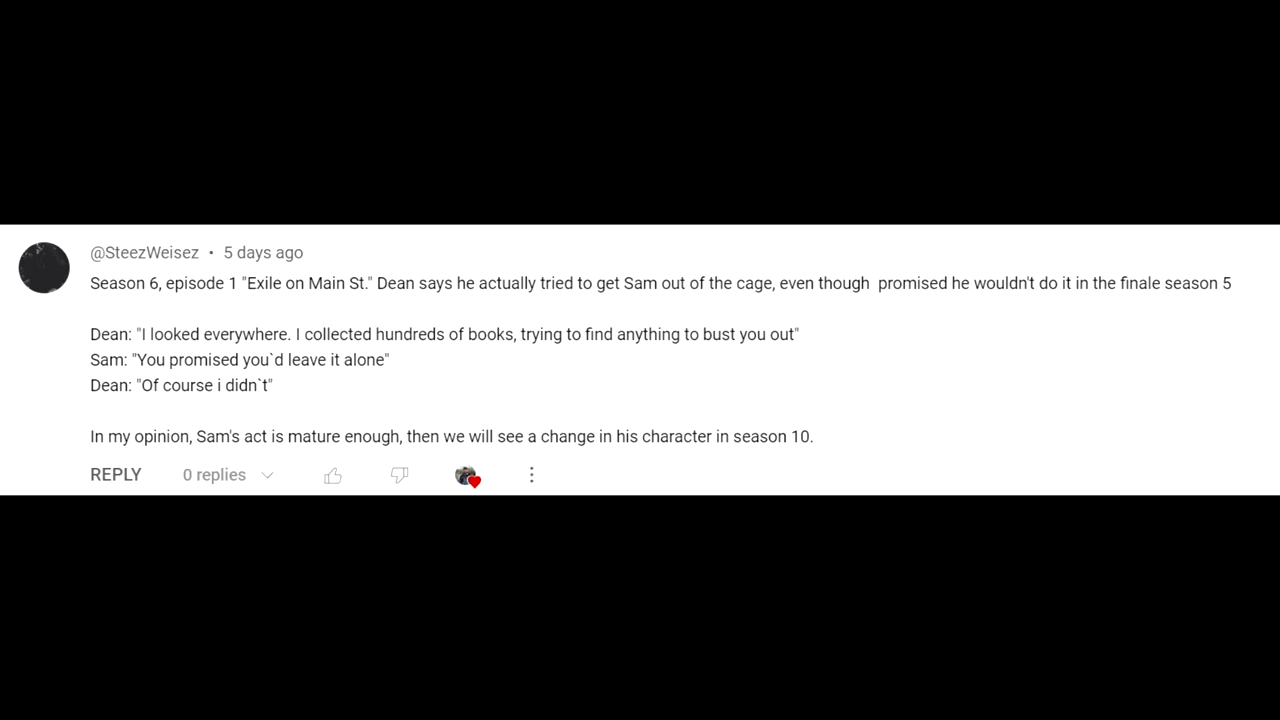 @SteezWeisez • 5 days ago
Season 6, episode 1 "Exile on Main St." Dean says he actually tried to get Sam out of the cage, even though  promised he wouldn't do it in the finale season 5
Dean: "I looked everywhere. I collected hundreds of books, trying to find anything to bust you out"
Sam: "You promised you`d leave it alone"
Dean: "Of course i didn`t"
In my opinion, Sam's act is mature enough, then we will see a change in his character in season 10.
REPLY 0 replies